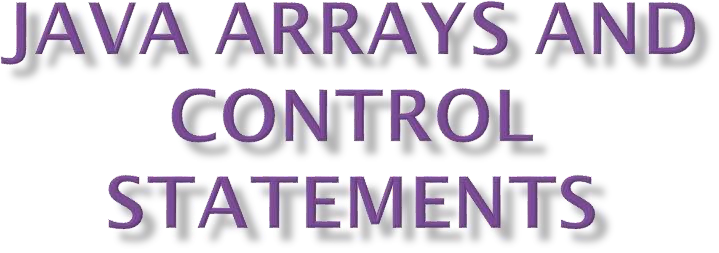 JAVA ARRAYS AND
CONTROL
STATEMENTS